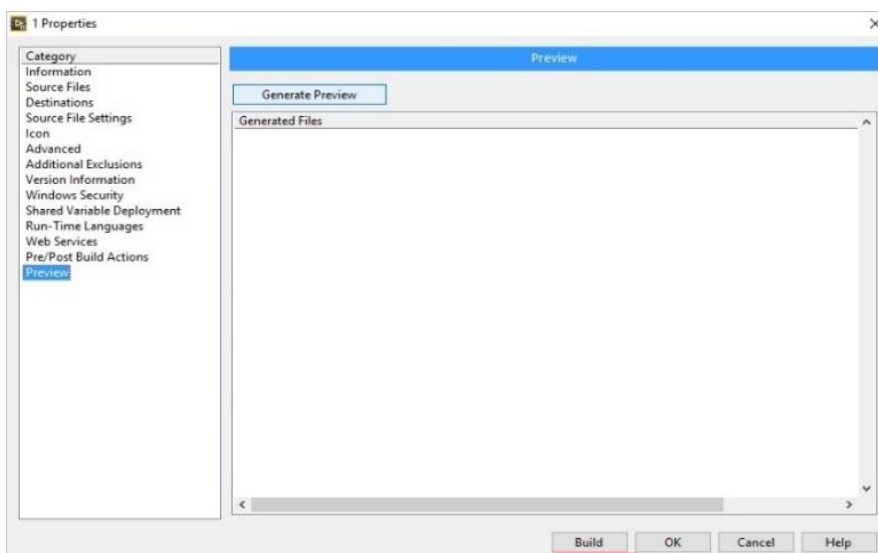 1 Properties
Category
Information
Source Files
Destinations
Source File Settings
Icon
Advanced
Additional Exclusions
Version Information
Windows Security
Shared Variable Deployment
Run-Time Languages
Web Services
Pre/Post Build Actions
Preview
Preview
Generate Preview
Generated Files
Build OK Cancel Help